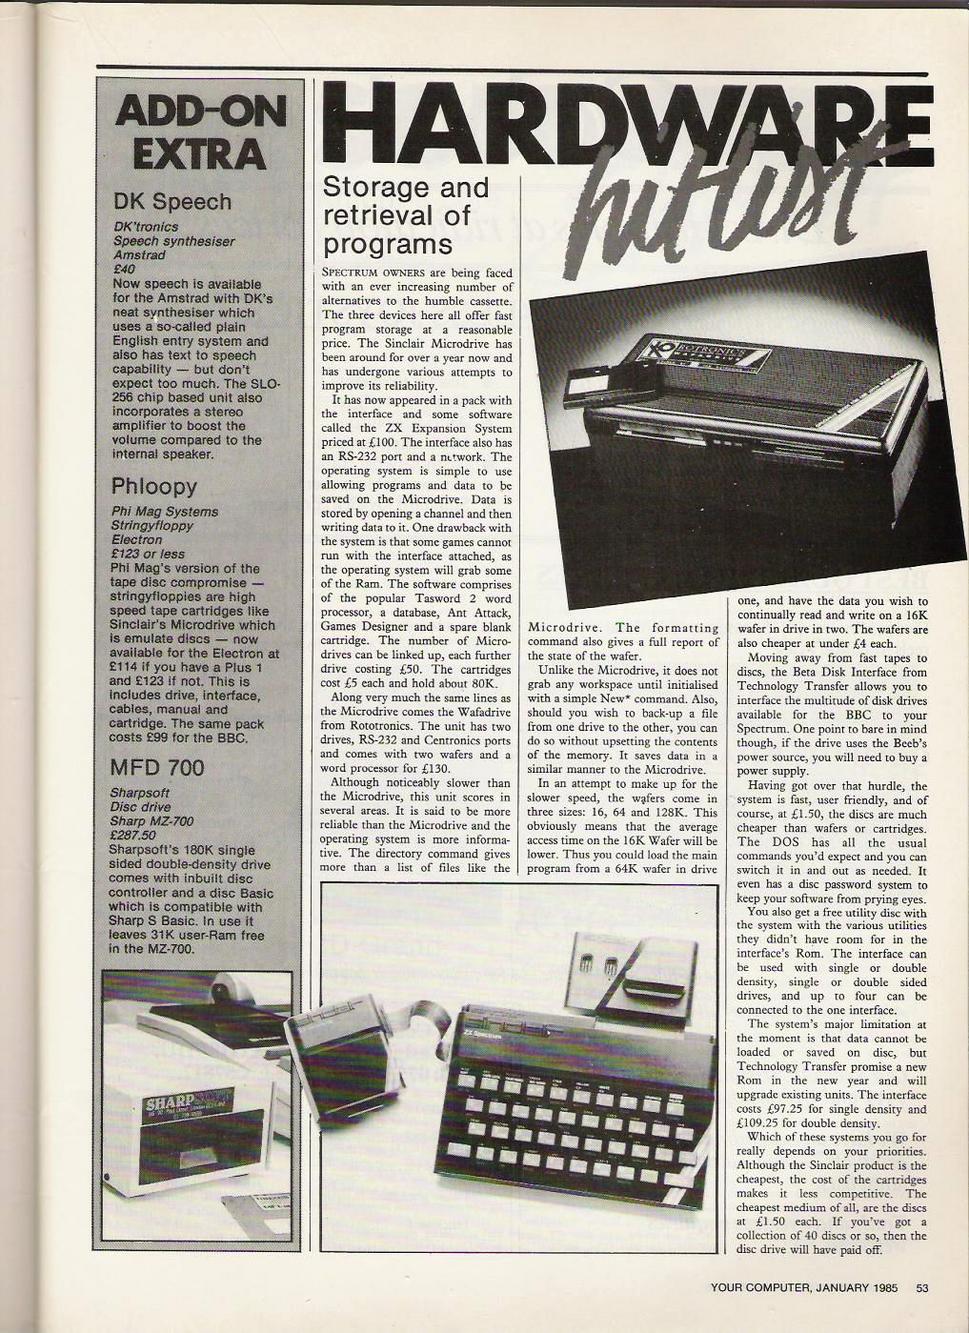 ADD-ON
EXTRA
DK Speech
DK'tronics
Speech synthesiser
Amstrad
£40
Now speech is available
for the Amstrad with DK's
neat synthesiser which
uses a so-called plain
English entry system and
also has text to speech
capability — but don't
expect too much. The SLO-
256 chip based unit also
incorporates a stereo
amplifier to boost the
volume compared to the
internal speaker.
Phloopy
Phi Mag Systems
Stringyfloppy
Electron
£123 or less
Phi Mag's version of the
tape disc compromise —
stringyfloppies are high
speed tape cartridges like
Sinclair's Microdrive which
is emulate discs — now
available for the Electron at
£114 if you have a Plus 1
and £123 if not. This is
includes drive, interface,
cables, manual and
cartridge. The same pack
costs £99 for the BBC.
MFD 700
Sharpsoft
Disc drive
Sharp MZ-700
£287.50
Sharpsoft's 180K single
sided double-density drive
comes with inbuilt disc
controller and a disc Basic
which is compatible with
Sharp S Basic. In use it
leaves 31K user-Ram free
in the MZ-700.
SHARPSOFT
HARDWARE
hit list
Storage and
retrieval of
programs
SPECTRUM OWNERS are being faced
with an ever increasing number of
alternatives to the humble cassette.
The three devices here all offer fast
program storage at a reasonable
price. The Sinclair Microdrive has
been around for over a year now and
has undergone various attempts to
improve its reliability.
It has now appeared in a pack with
the interface and some software
called the ZX Expansion System
priced at £100. The interface also has
an RS-232 port and a network. The
operating system is simple to use
allowing programs and data to be
saved on the Microdrive. Data is
stored by opening a channel and then
writing data to it. One drawback with
the system is that some games cannot
run with the interface attached, as
the operating system will grab some
of the Ram. The software comprises
of the popular Tasword 2 word
processor, a database, Ant Attack,
Games Designer and a spare blank
cartridge. The number of Micro-
drives can be linked up, each further
drive costing £50. The cartridges
cost £5 each and hold about 80K.
Along very much the same lines as
the Microdrive comes the Wafadrive
from Rototronics. The unit has two
drives, RS-232 and Centronics ports
and comes with two wafers and a
word processor for £130.
Although noticeably slower than
the Microdrive, this unit scores in
several areas. It is said to be more
reliable than the Microdrive and the
operating system is more informa-
tive. The directory command gives
more than a list of files like the
ROTRONICS
Microdrive. The formatting
command also gives a full report of
the state of the wafer.
Unlike the Microdrive, it does not
grab any workspace until initialised
with a simple New* command. Also,
should you wish to back-up a file
from one drive to the other, you can
do so without upsetting the contents
of the memory. It saves data in a
similar manner to the Microdrive.
In an attempt to make up for the
slower speed, the wafers come in
three sizes: 16, 64 and 128K. This
obviously means that the average
access time on the 16K Wafer will be
lower. Thus you could load the main
program from a 64K wafer in drive
one, and have the data you wish to
continually read and write on a 16K
wafer in drive in two. The wafers are
also cheaper at under £4 each.
Moving away from fast tapes to
discs, the Beta Disk Interface from
Technology Transfer allows you to
interface the multitude of disk drives
available for the BBC to your
Spectrum. One point to bare in mind
though, if the drive uses the Beeb's
power source, you will need to buy a
power supply.
Having got over that hurdle, the
system is fast, user friendly, and of
course, at £1.50, the discs are much
cheaper than wafers or cartridges.
The DOS has all the usual
commands you'd expect and you can
switch it in and out as needed. It
even has a disc password system to
keep your software from prying eyes.
You also get a free utility disc with
the system with the various utilities
they didn't have room for in the
interface's Rom. The interface can
be used with single or double
density, single or double sided
drives, and up to four can be
connected to the one interface.
The system's major limitation at
the moment is that data cannot be
loaded or saved on disc, but
Technology Transfer promise a new
Rom in the new year and will
upgrade existing units. The interface
costs £97.25 for single density and
£109.25 for double density.
Which of these systems you go for
really depends on your priorities.
Although the Sinclair product is the
cheapest, the cost of the cartridges
makes it less competitive. The
cheapest medium of all, are the discs
at £1.50 each. If you've got a
collection of 40 discs or so, then the
disc drive will have paid off.
ZX Spectrum
YOUR COMPUTER, JANUARY 1985 53